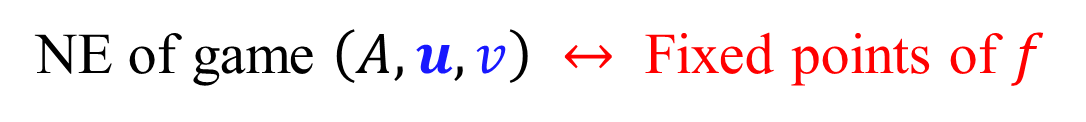 NE of game (𝐴, 𝒖, 𝑣) ↔ Fixed points of 𝑓